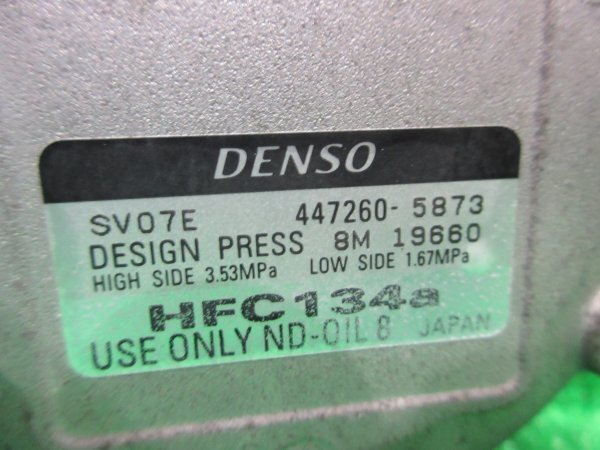 DENSO
SV07E 447260-5873
DESIGN PRESS 8M 19660
HIGH SIDE 3.53MPa LOW SIDE 1.67MPa
HFC134a
USE ONLY ND-OIL 8 JAPAN